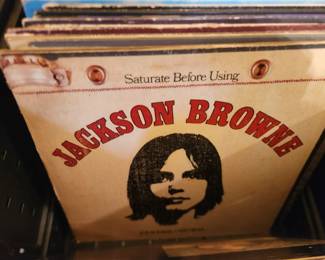 Saturate Before Using
JACKSON BROWNE